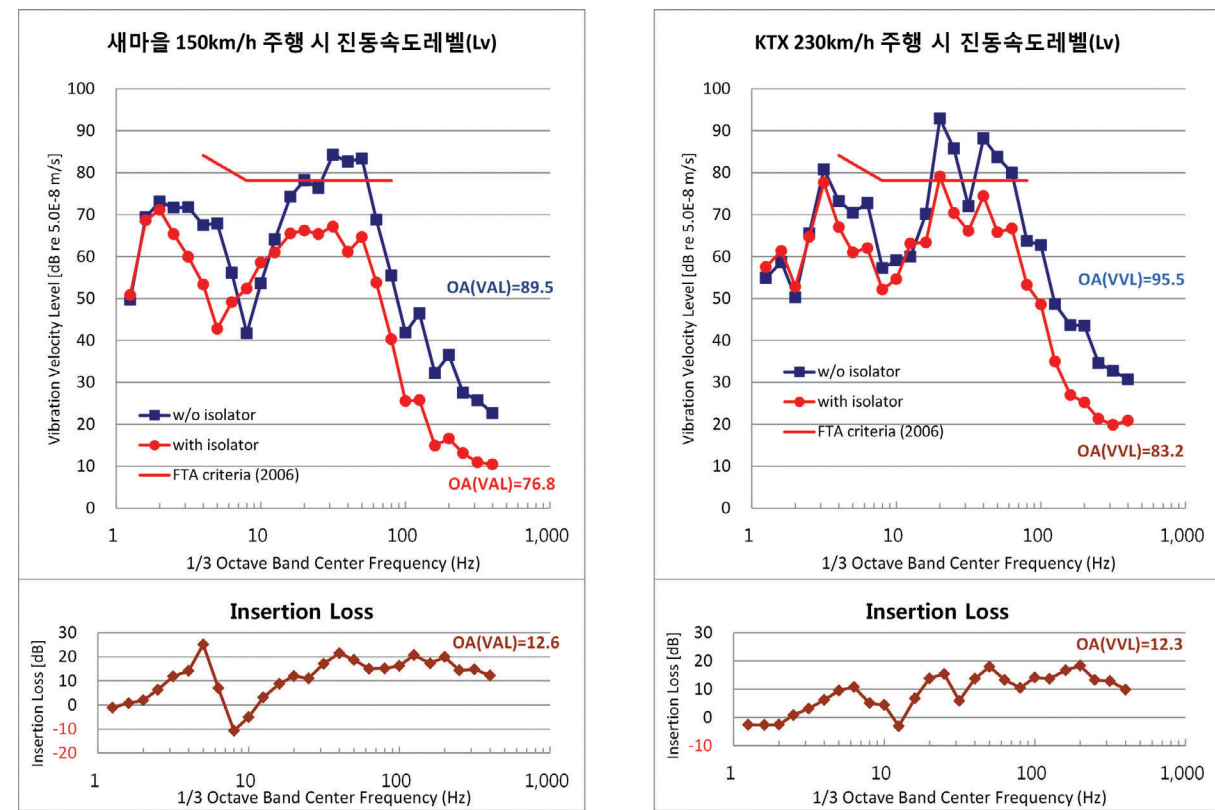 새마을 150km/h 주행 시 진동속도레벨(Lv)
Vibration Velocity Level [dB re 5.0E-8 m/s]
100
90
80
70
60
50
40
30
20
10
0
OA(VAL)=89.5
w/o isolator
with isolator
FTA criteria (2006)
OA(VAL)=76.8
1 10 100 1,000
1/3 Octave Band Center Frequency (Hz)
Insertion Loss
Insertion Loss [dB]
30
20
10
0
-10
-20
OA(VAL)=12.6
1 10 100 1,000
1/3 Octave Band Center Frequency (Hz)
KTX 230km/h 주행 시 진동속도레벨(Lv)
Vibration Velocity Level [dB re 5.0E-8 m/s]
100
90
80
70
60
50
40
30
20
10
0
OA(VVL)=95.5
w/o isolator
with isolator
FTA criteria (2006)
OA(VVL)=83.2
1 10 100 1,000
1/3 Octave Band Center Frequency (Hz)
Insertion Loss
Insertion Loss [dB]
30
20
10
0
-10
OA(VVL)=12.3
1 10 100 1,000
1/3 Octave Band Center Frequency (Hz)